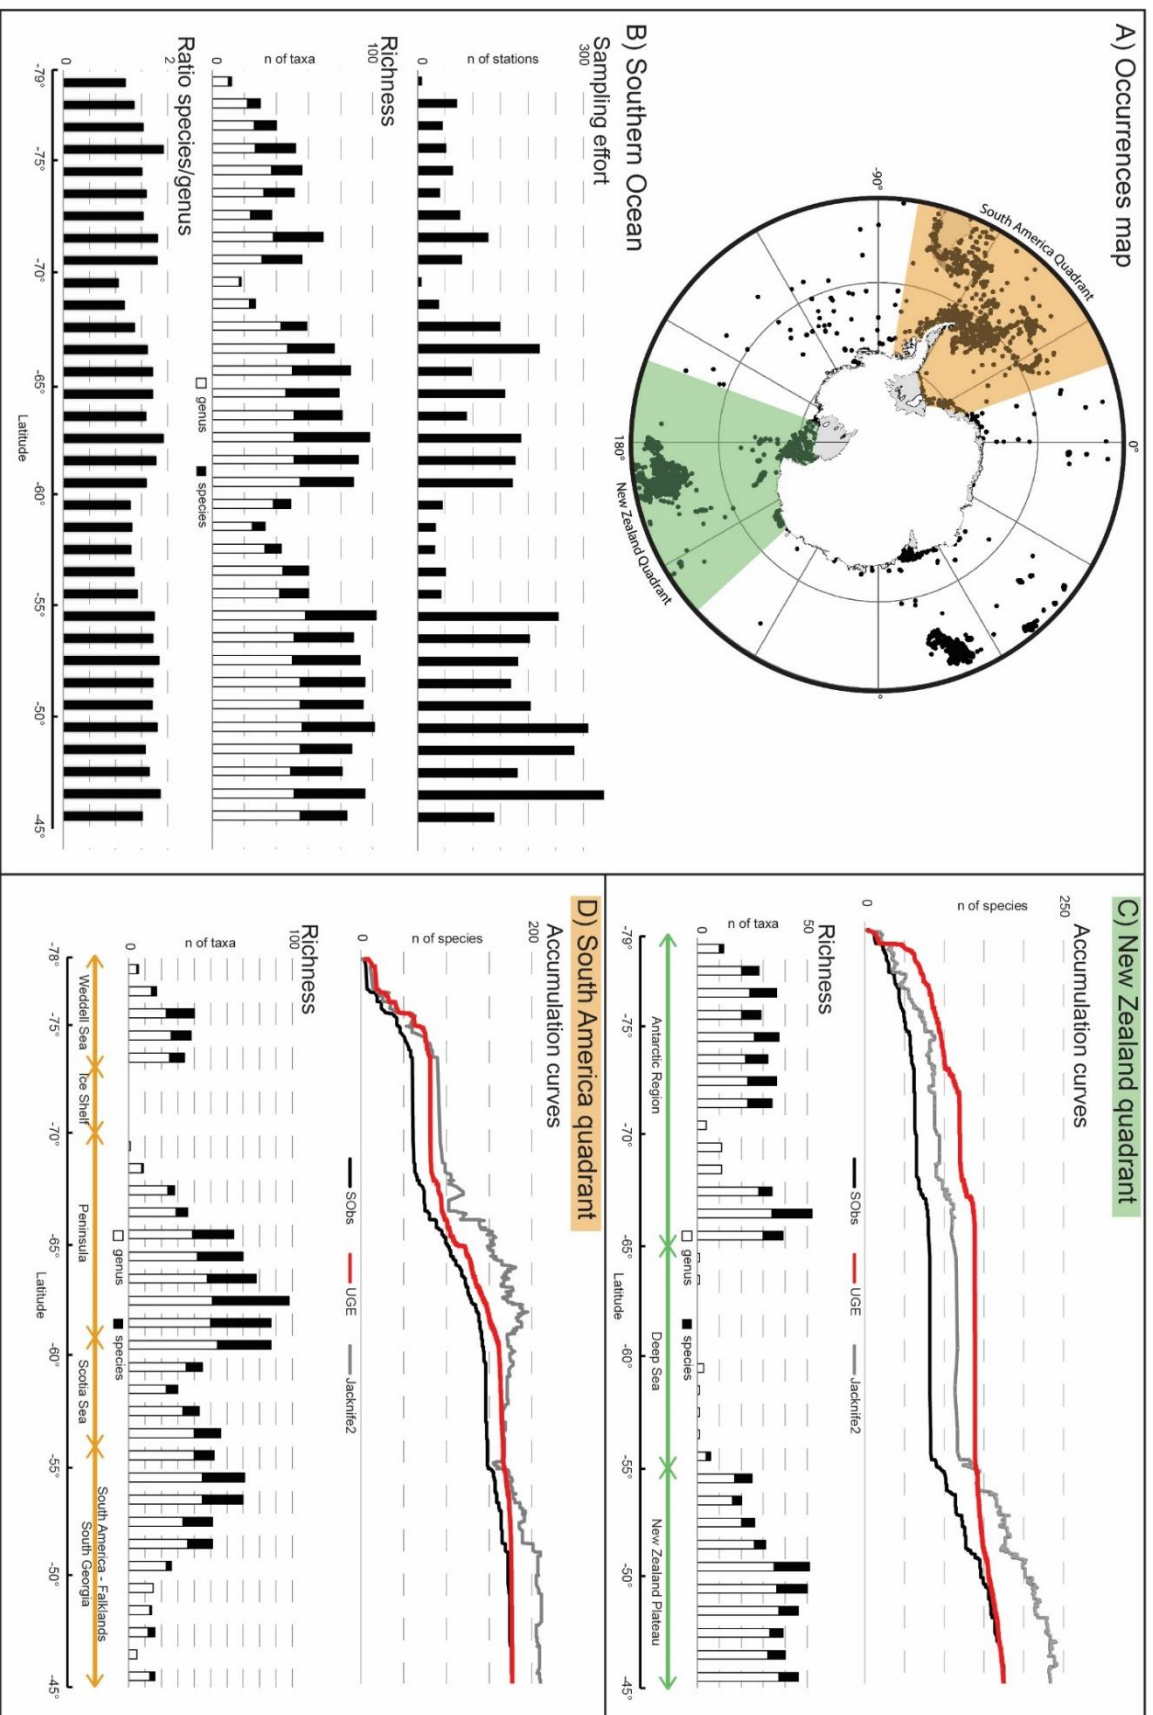 A) Occurrences map
0°
South America Quadrant
-90°
180°
New Zealand Quadrant
B) Southern Ocean
Sampling effort
300
n of stations
0
Richness
100
n of taxa
0
Ratio species/genus
2
0
-79°
-75°
-70°
-65°
-60°
-55°
-50°
-45°
genus
species
Latitude
C) New Zealand quadrant
Accumulation curves
250
n of species
0
SObs
UGE
Jacknife2
Richness
50
n of taxa
0
genus
species
Antarctic Region
Deep Sea
New Zealand Plateau
-79°
-75°
-70°
-65°
-60°
-55°
-50°
-45°
Latitude
D) South America quadrant
Accumulation curves
200
n of species
0
SObs
UGE
Jacknife2
Richness
100
n of taxa
0
genus
species
Weddell Sea
Ice Shelf
Peninsula
Scotia Sea
South America - Falklands
South Georgia
-78°
-75°
-70°
-65°
-60°
-55°
-50°
-45°
Latitude